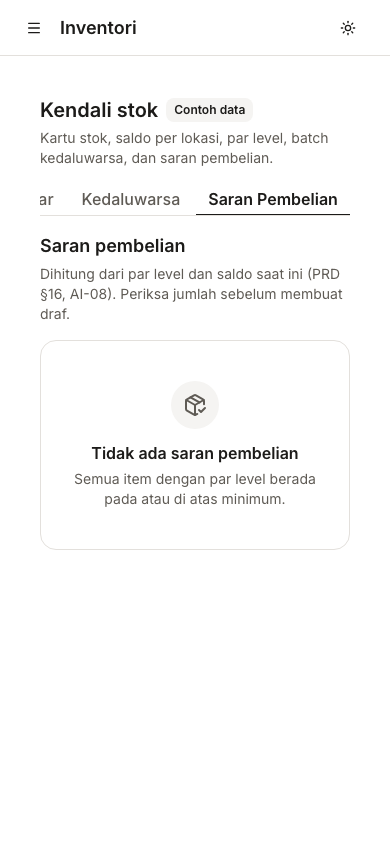 Inventori
Kendali stok
Contoh data
Kartu stok, saldo per lokasi, par level, batch
kedaluwarsa, dan saran pembelian.
ar
Kedaluwarsa
Saran Pembelian
Saran pembelian
Dihitung dari par level dan saldo saat ini (PRD
§16, AI-08). Periksa jumlah sebelum membuat
draf.
Tidak ada saran pembelian
Semua item dengan par level berada
pada atau di atas minimum.